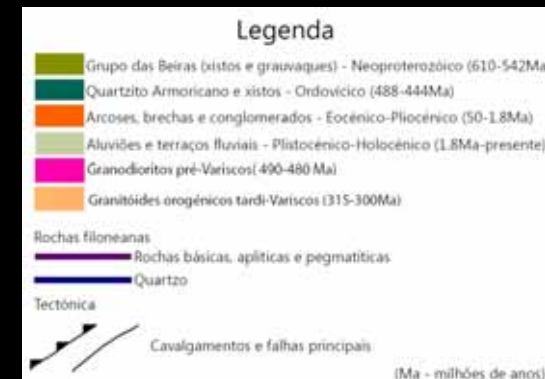 Legenda
Grupo das Beiras (xistos e grauvaques) - Neoproterozóico (610-542Ma
Quartzito Armoricano e xistos - Ordovícico (488-444Ma)
Arcoses, brechas e conglomerados - Eocénico-Pliocénico (50-1.8Ma)
Aluviões e terraços fluviais - Plistocénico-Holocénico (1.8Ma-presente)
Granodioritos pré-Variscos( 490-480 Ma)
Granitóides orogénicos tardi-Variscos (315-300Ma)
Rochas filoneanas
Rochas básicas, apliticas e pegmatíticas
Quartzo
Tectónica
Cavalgamentos e falhas principais
(Ma - milhões de anos)